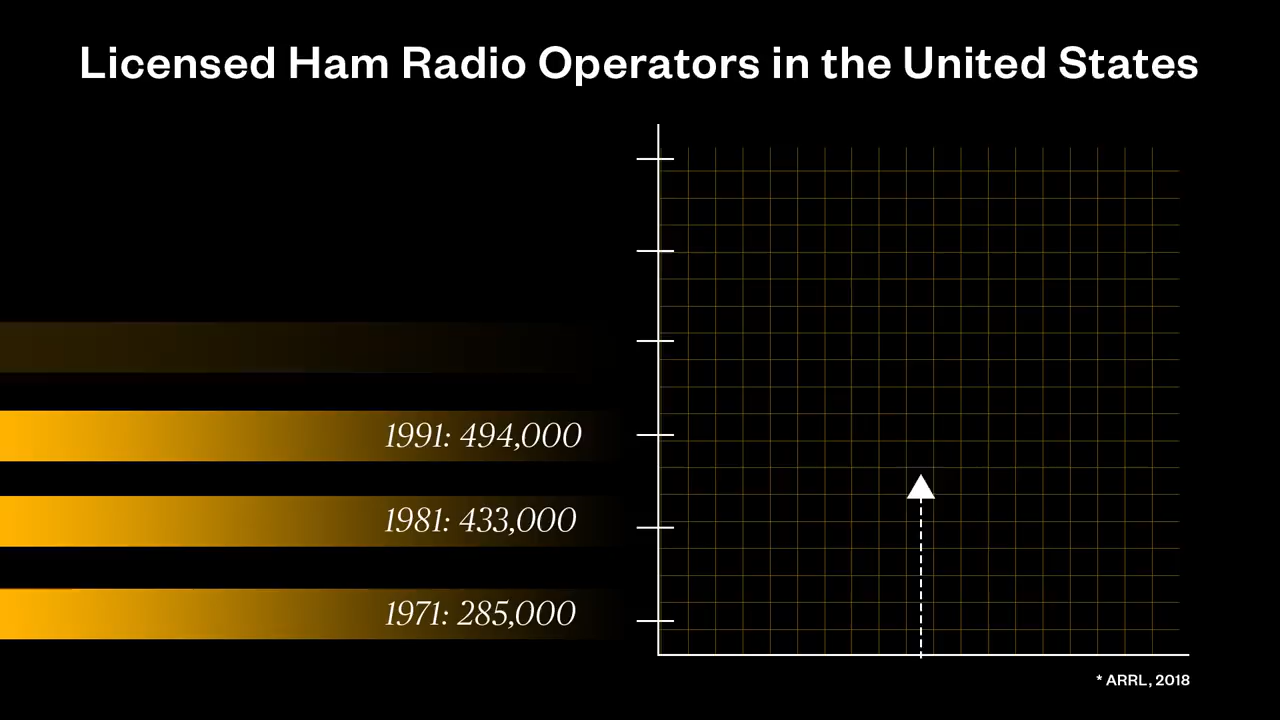 Licensed Ham Radio Operators in the United States
1991: 494,000
1981: 433,000
1971: 285,000
* ARRL, 2018